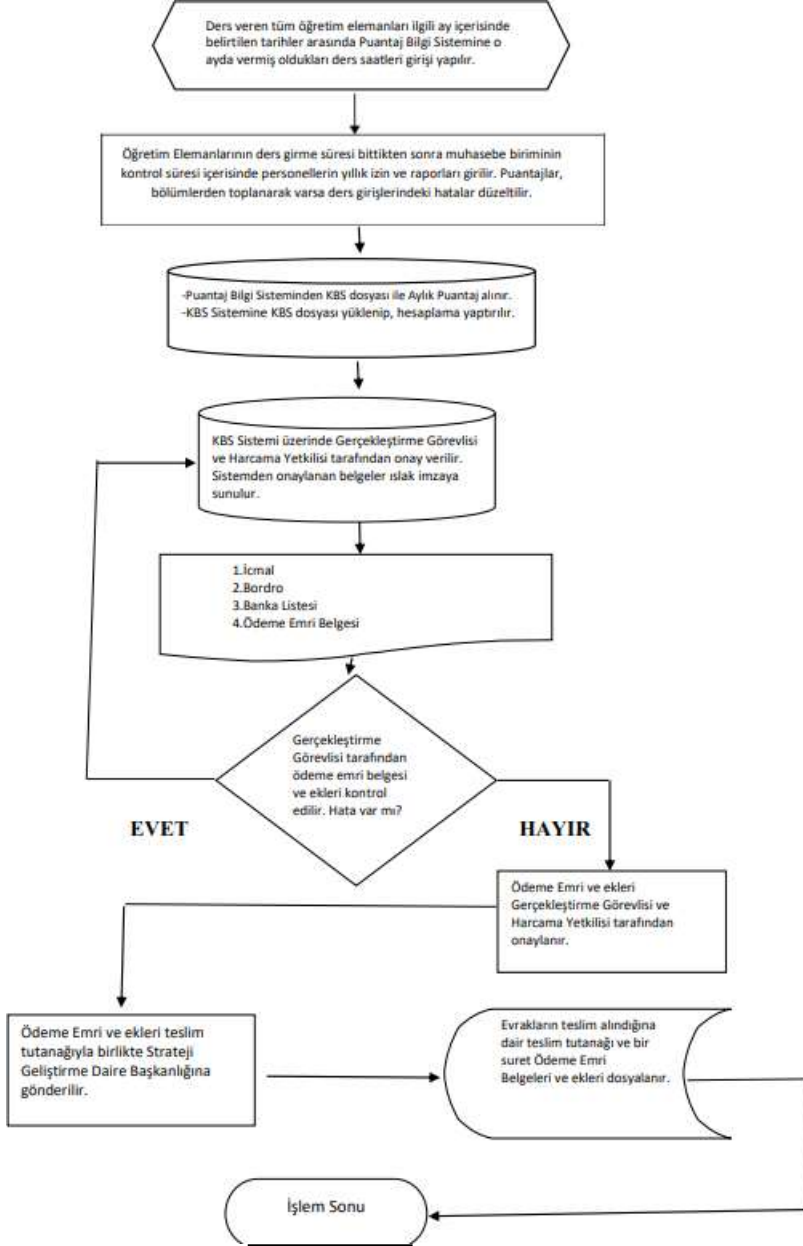 Ders veren tüm öğretim elemanları ilgili ay içerisinde
belirtilen tarihler arasında Puantaj Bilgi Sistemine o
ayda vermiş oldukları ders saatleri girişi yapılır.
Öğretim Elemanlarının ders girme süresi bittikten sonra muhasebe biriminin
kontrol süresi içerisinde personellerin yıllık izin ve raporları girilir. Puantajlar,
bölümlerden toplanarak varsa ders girişlerindeki hatalar düzeltilir.
-Puantaj Bilgi Sisteminden KBS dosyası ile Aylık Puantaj alınır.
-KBS Sistemine KBS dosyası yüklenip, hesaplama yaptırılır.
KBS Sistemi üzerinde Gerçekleştirme Görevlisi
ve Harcama Yetkilisi tarafından onay verilir.
Sistemden onaylanan belgeler ıslak imzaya
sunulur.
1.İcmal
2.Bordro
3.Banka Listesi
4.Ödeme Emri Belgesi
Gerçekleştirme
Görevlisi tarafından
ödeme emri belgesi
ve ekleri kontrol
edilir. Hata var mı?
EVET
HAYIR
Ödeme Emri ve ekleri
Gerçekleştirme Görevlisi ve
Harcama Yetkilisi tarafından
onaylanır.
Ödeme Emri ve ekleri teslim
tutanağıyla birlikte Strateji
Geliştirme Daire Başkanlığına
gönderilir.
Evrakların teslim alındığına
dair teslim tutanağı ve bir
suret Ödeme Emri
Belgeleri ve ekleri dosyalanır.
İşlem Sonu